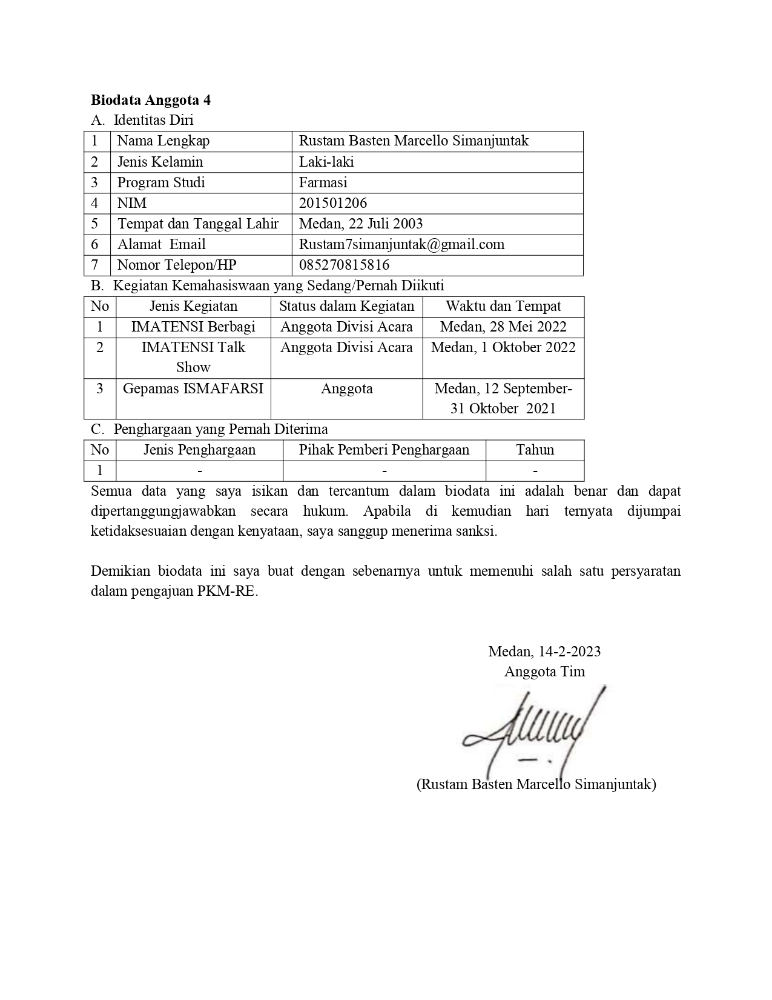 Biodata Anggota 4
A. Identitas Diri
1 Nama Lengkap Rustam Basten Marcello Simanjuntak
2 Jenis Kelamin Laki-laki
3 Program Studi Farmasi
4 NIM 201501206
5 Tempat dan Tanggal Lahir Medan, 22 Juli 2003
6 Alamat Email Rustam7simanjuntak@gmail.com
7 Nomor Telepon/HP 085270815816
B. Kegiatan Kemahasiswaan yang Sedang/Pernah Diikuti
No Jenis Kegiatan Status dalam Kegiatan Waktu dan Tempat
1 IMATENSI Berbagi Anggota Divisi Acara Medan, 28 Mei 2022
2 IMATENSI Talk Anggota Divisi Acara Medan, 1 Oktober 2022
Show
3 Gepamas ISMAFARSI Anggota Medan, 12 September-
31 Oktober 2021
C. Penghargaan yang Pernah Diterima
No Jenis Penghargaan Pihak Pemberi Penghargaan Tahun
1 - - -
Semua data yang saya isikan dan tercantum dalam biodata ini adalah benar dan dapat
dipertanggungjawabkan secara hukum. Apabila di kemudian hari ternyata dijumpai
ketidaksesuaian dengan kenyataan, saya sanggup menerima sanksi.
Demikian biodata ini saya buat dengan sebenarnya untuk memenuhi salah satu persyaratan
dalam pengajuan PKM-RE.
Medan, 14-2-2023
Anggota Tim
(Rustam Basten Marcello Simanjuntak)